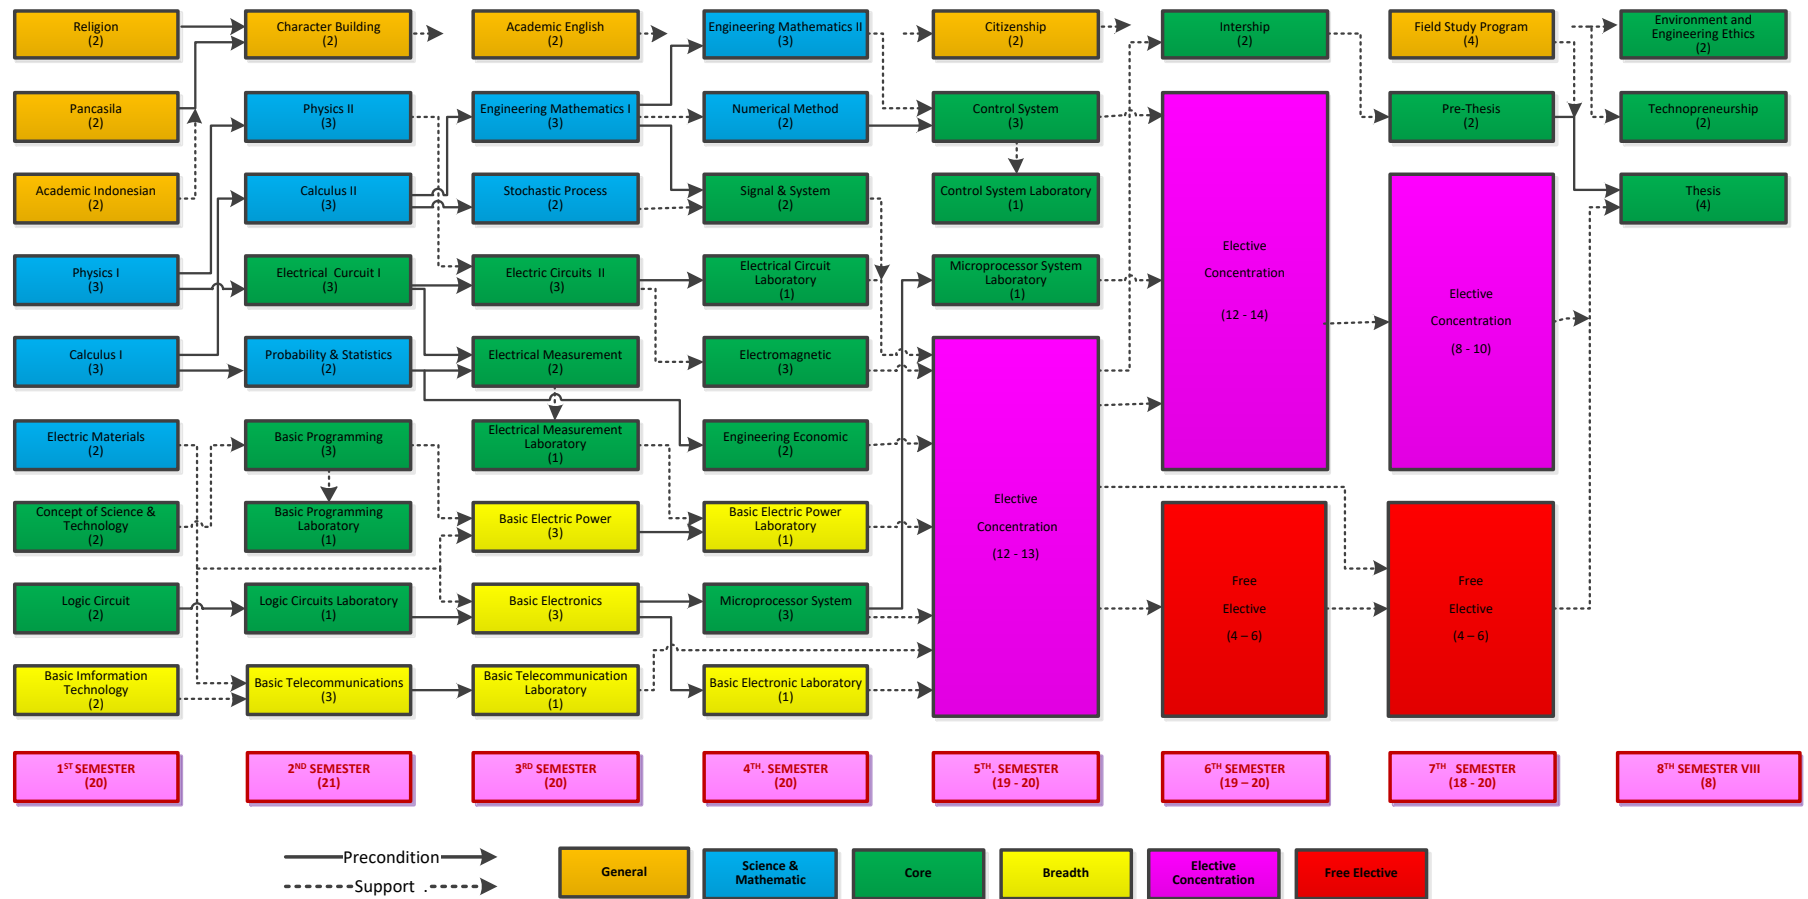 Religion
(2)
Character Building
(2)
Academic English
(2)
Engineering Mathematics II
(3)
Citizenship
(2)
Intership
(2)
Field Study Program
(4)
Environment and
Engineering Ethics
(2)
Pancasila
(2)
Physics II
(3)
Engineering Mathematics I
(3)
Numerical Method
(2)
Control System
(3)
Pre-Thesis
(2)
Technopreneurship
(2)
Academic Indonesian
(2)
Calculus II
(3)
Stochastic Process
(2)
Signal & System
(2)
Control System Laboratory
(1)
Thesis
(4)
Physics I
(3)
Electrical Curcuit I
(3)
Electric Circuits II
(3)
Electrical Circuit
Laboratory
(1)
Microprocessor System
Laboratory
(1)
Elective
Concentration
(12 - 14)
Elective
Concentration
(8 - 10)
Calculus I
(3)
Probability & Statistics
(2)
Electrical Measurement
(2)
Electromagnetic
(3)
Electric Materials
(2)
Basic Programming
(3)
Electrical Measurement
Laboratory
(1)
Engineering Economic
(2)
Elective
Concentration
(12 - 13)
Concept of Science &
Technology
(2)
Basic Programming
Laboratory
(1)
Basic Electric Power
(3)
Basic Electric Power
Laboratory
(1)
Logic Circuit
(2)
Logic Circuits Laboratory
(1)
Basic Electronics
(3)
Microprocessor System
(3)
Free
Elective
(4 – 6)
Free
Elective
(4 – 6)
Basic Imformation
Technology
(2)
Basic Telecommunications
(3)
Basic Telecommunication
Laboratory
(1)
Basic Electronic Laboratory
(1)
1ST SEMESTER
(20)
2ND SEMESTER
(21)
3RD SEMESTER
(20)
4TH. SEMESTER
(20)
5TH. SEMESTER
(19 - 20)
6TH SEMESTER
(19 – 20)
7TH SEMESTER
(18 - 20)
8TH SEMESTER VIII
(8)
Precondition
Support .
General
Science &
Mathematic
Core
Breadth
Elective
Concentration
Free Elective